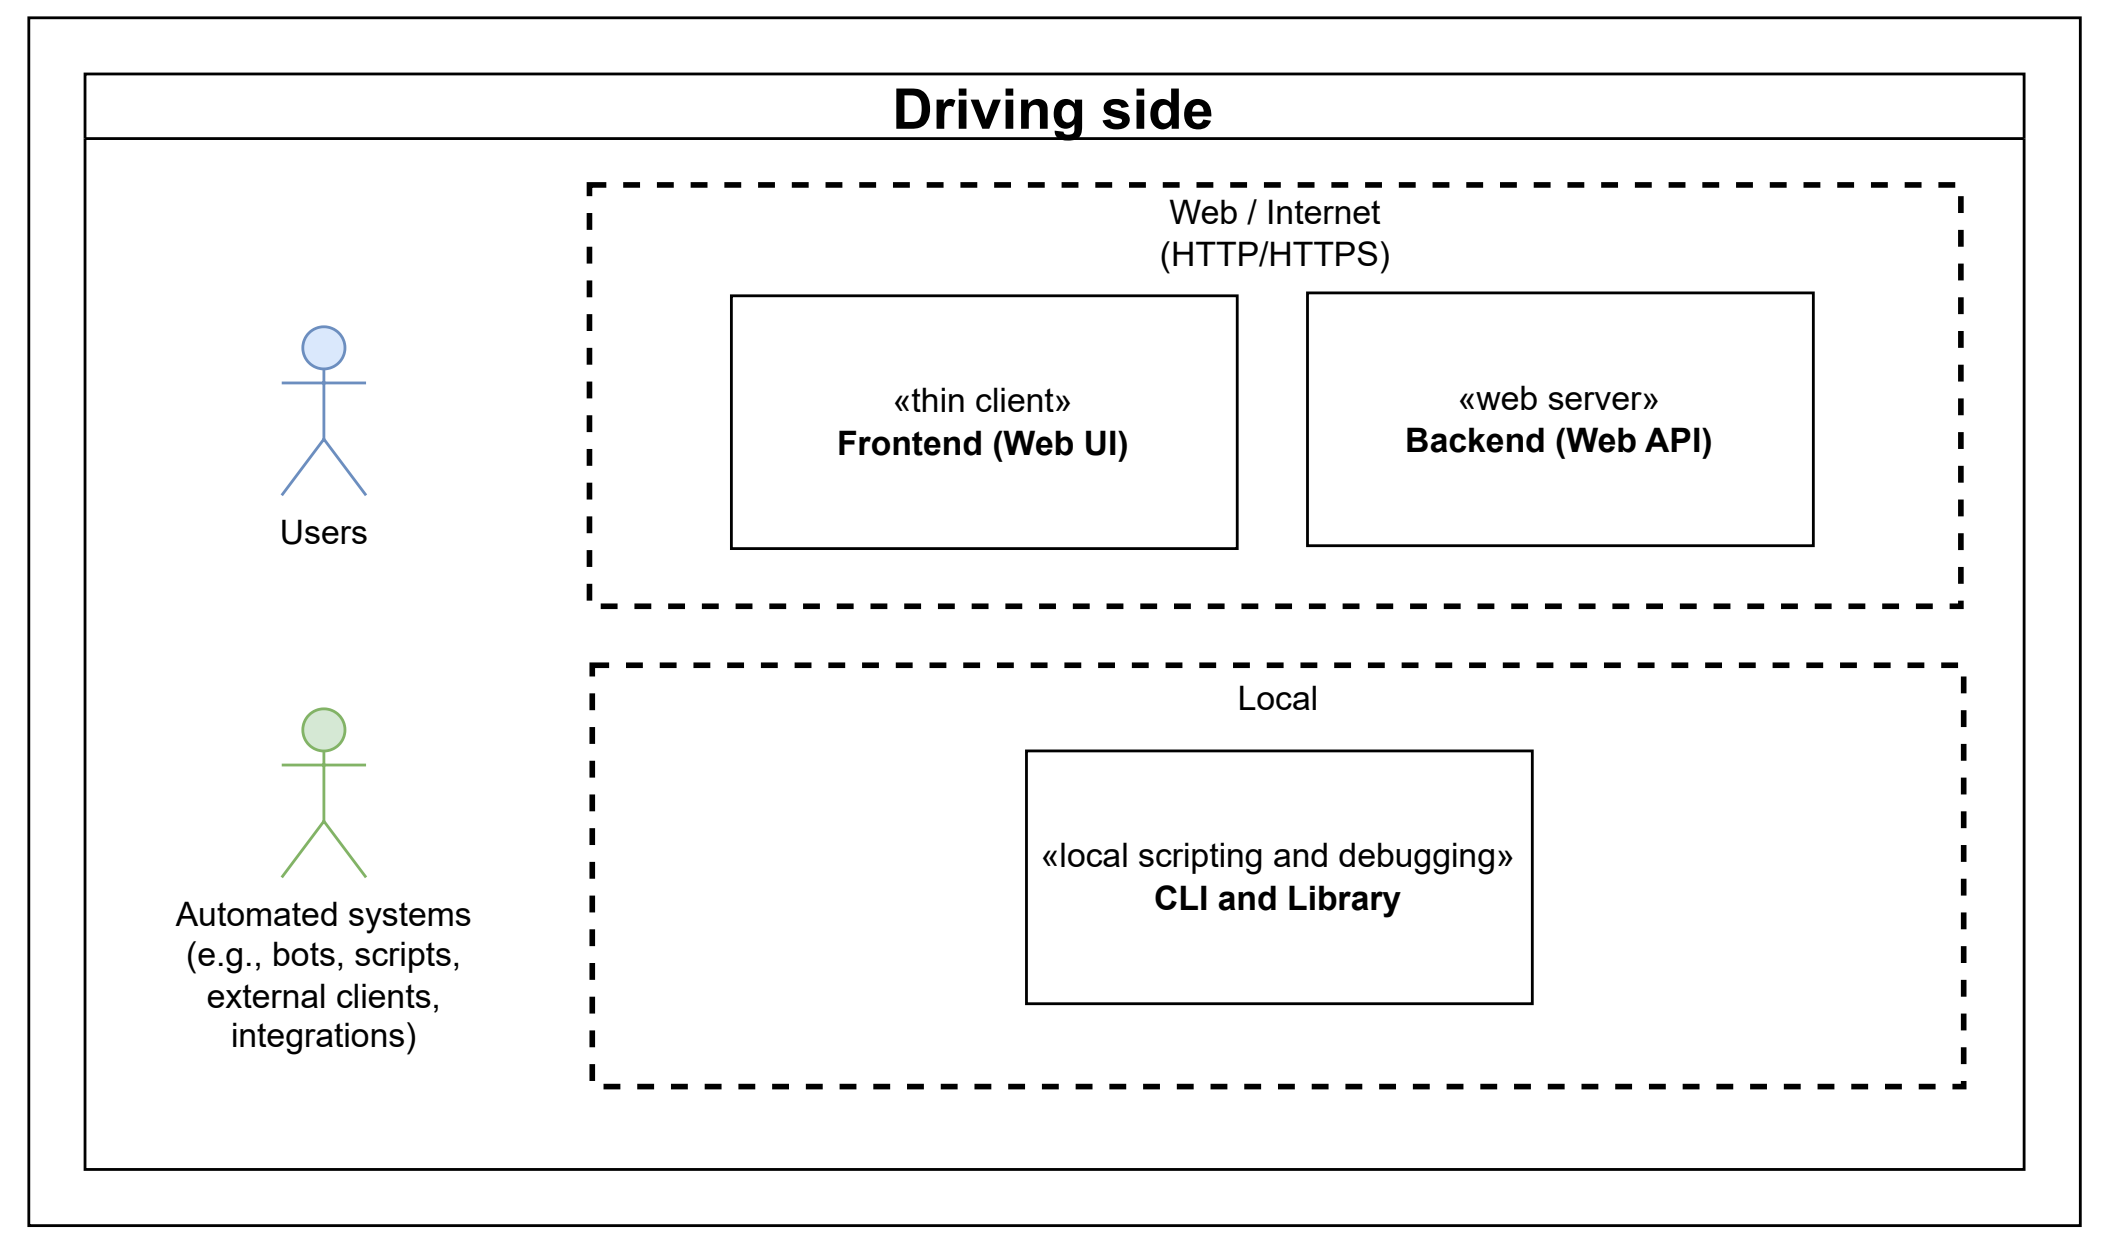 Driving side
Web / Internet
(HTTP/HTTPS)
«thin client»
Frontend (Web UI)
«web server»
Backend (Web API)
Users
Local
«local scripting and debugging»
CLI and Library
Automated systems
(e.g., bots, scripts,
external clients,
integrations)